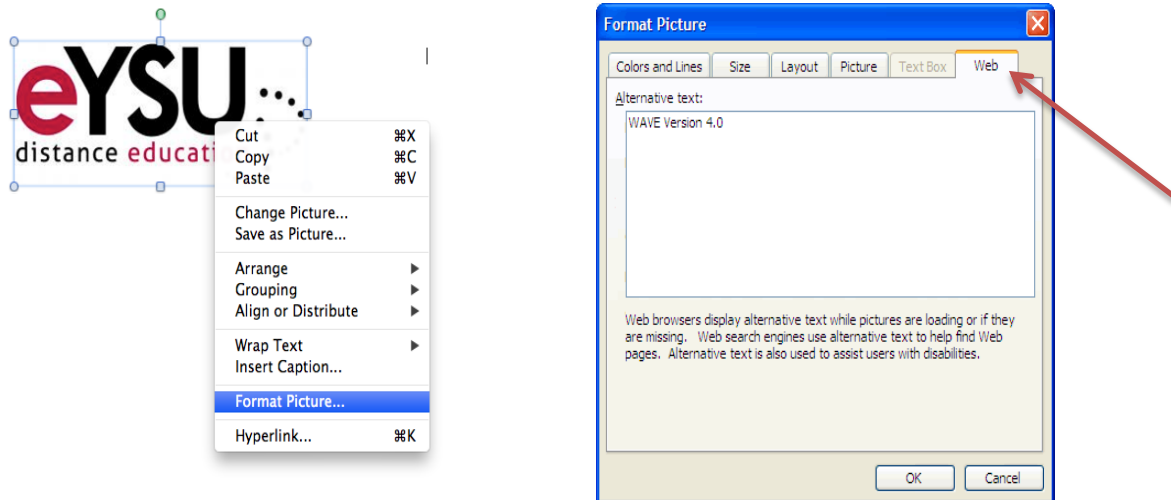 eYSU
distance educati
Cut ⌘X
Copy ⌘C
Paste ⌘V
Change Picture...
Save as Picture...
Arrange
Grouping
Align or Distribute
Wrap Text
Insert Caption...
Format Picture...
Hyperlink... ⌘K
Format Picture
Colors and Lines Size Layout Picture Text Box Web
Alternative text:
WAVE Version 4.0
Web browsers display alternative text while pictures are loading or if they
are missing. Web search engines use alternative text to help find Web
pages. Alternative text is also used to assist users with disabilities.
OK Cancel